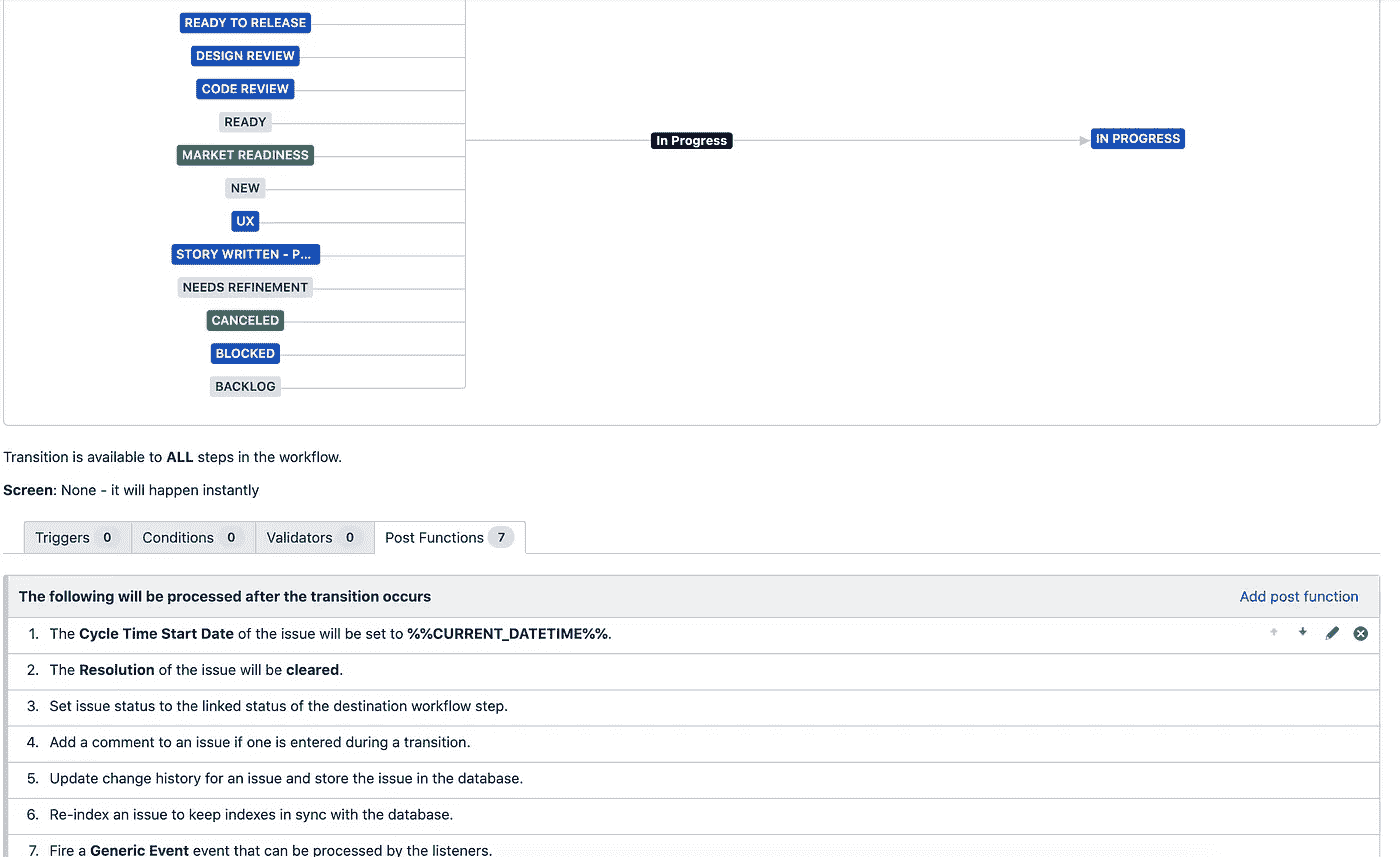 READY TO RELEASE
DESIGN REVIEW
CODE REVIEW
READY
In Progress
IN PROGRESS
MARKET READINESS
NEW
UX
STORY WRITTEN - P...
NEEDS REFINEMENT
CANCELED
BLOCKED
BACKLOG
Transition is available to ALL steps in the workflow.
Screen: None - it will happen instantly
Triggers 0 Conditions 0 Validators 0 Post Functions 7
The following will be processed after the transition occurs Add post function
1. The Cycle Time Start Date of the issue will be set to %%CURRENT_DATETIME%%.
2. The Resolution of the issue will be cleared.
3. Set issue status to the linked status of the destination workflow step.
4. Add a comment to an issue if one is entered during a transition.
5. Update change history for an issue and store the issue in the database.
6. Re-index an issue to keep indexes in sync with the database.
7. Fire a Generic Event event that can be processed by the listeners.